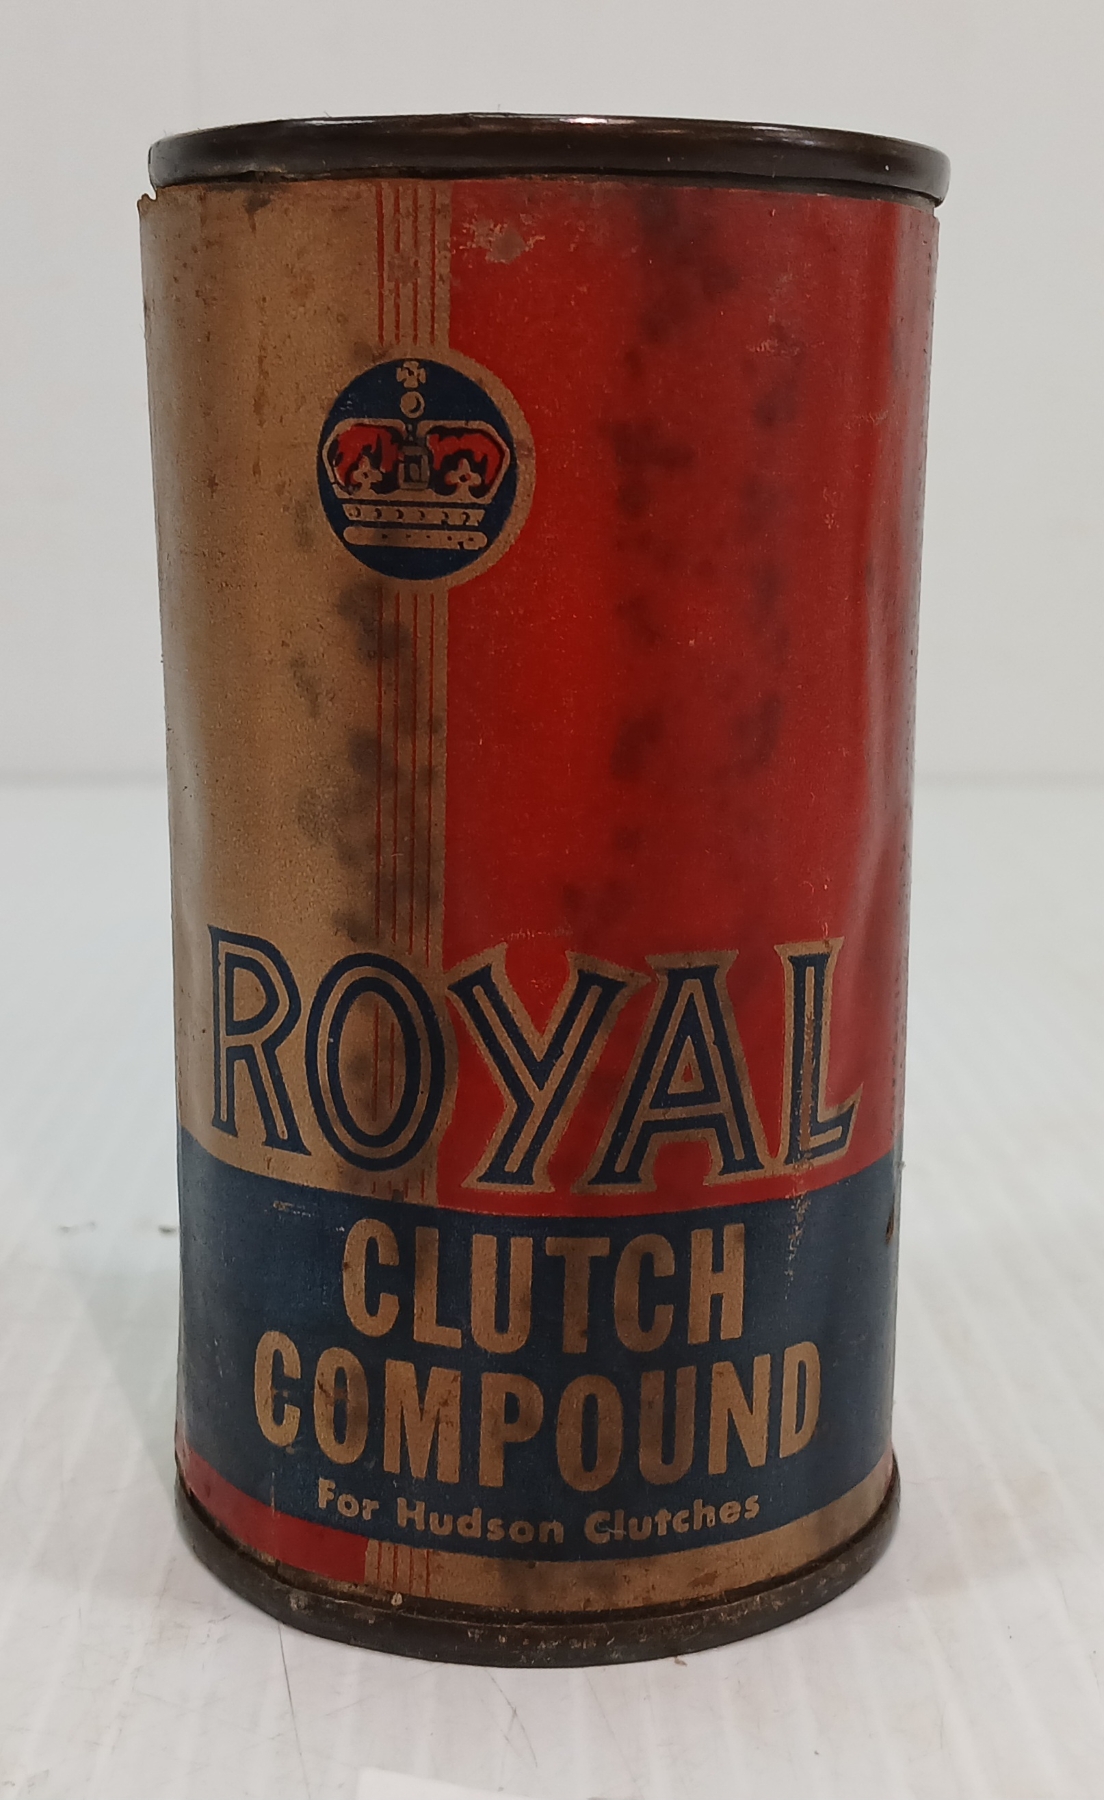 ROYAL
CLUTCH
COMPOUND
For Hudson Clutches